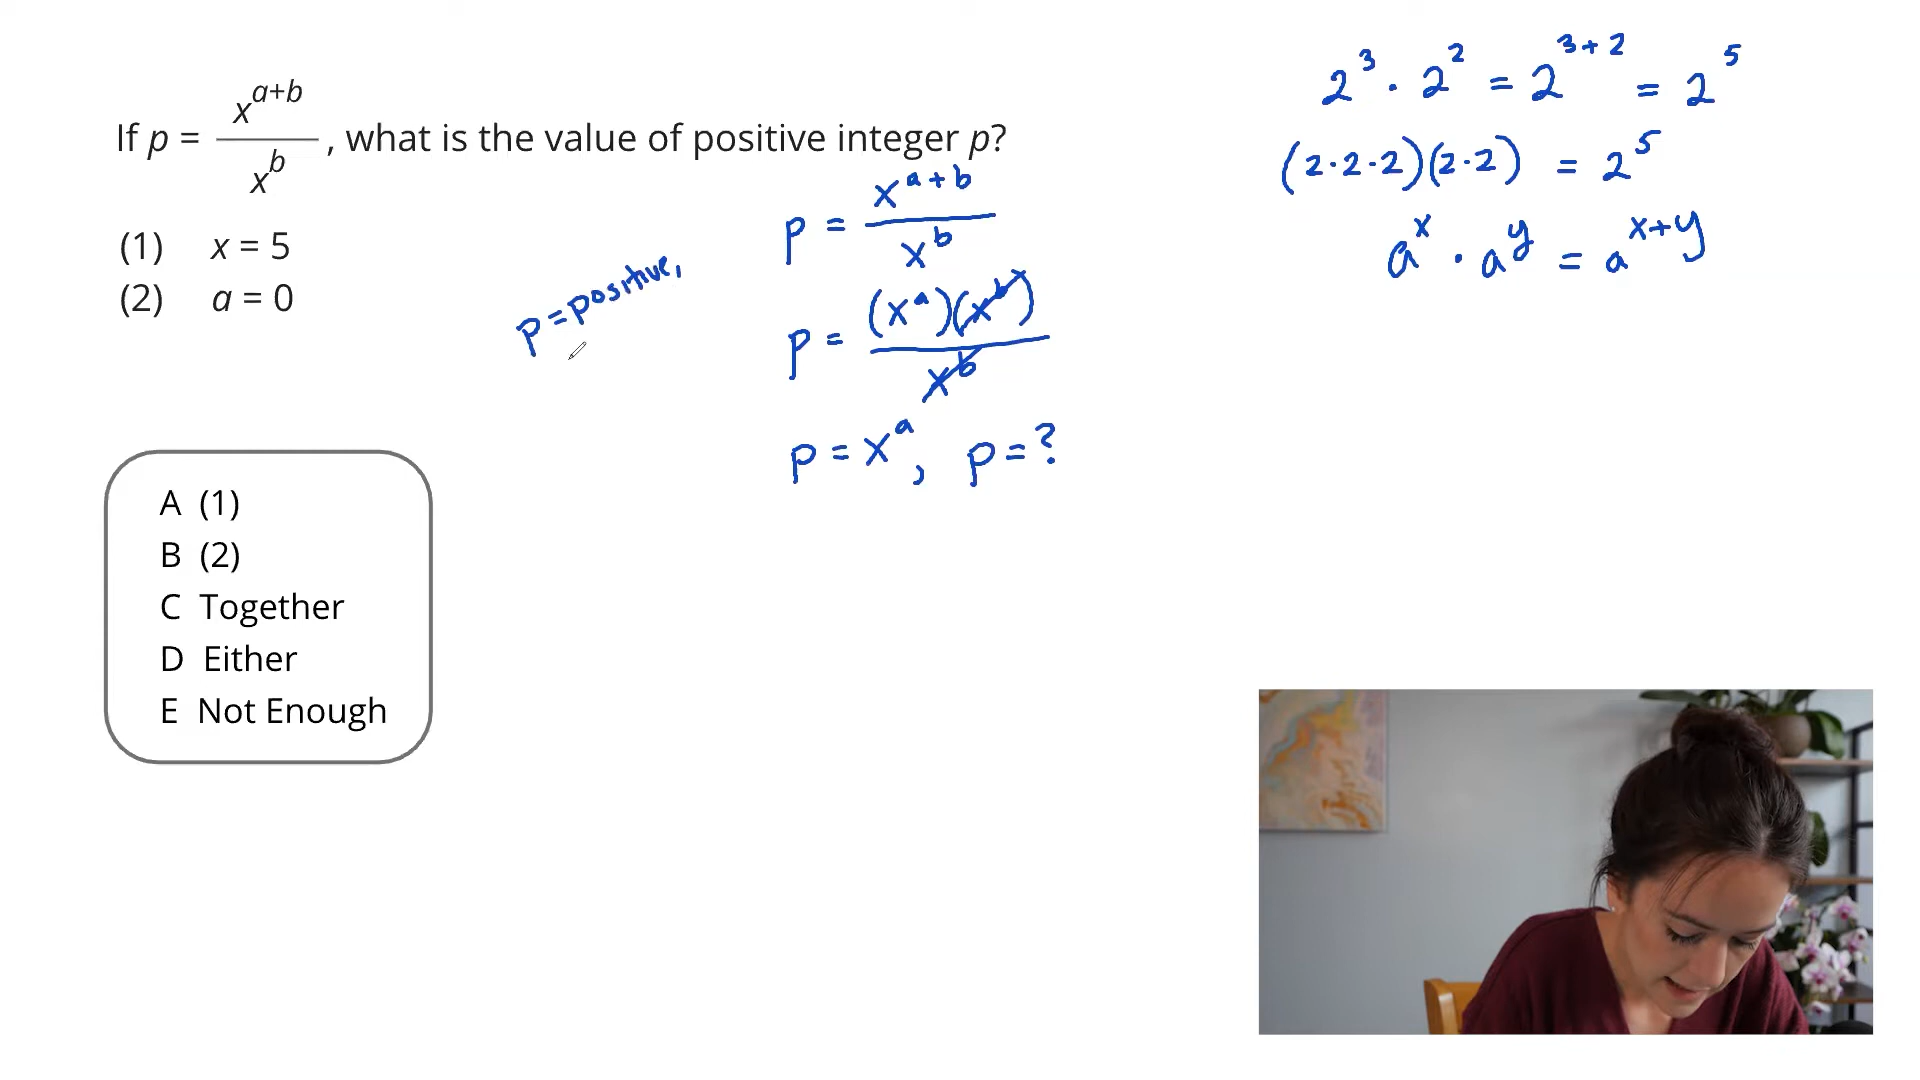 If p = x^{a+b} / x^b , what is the value of positive integer p?
(1) x = 5
(2) a = 0
p = positive,
p = x^{a+b} / x^b
p = (x^a)(x^b) / x^b
p = x^a, p = ?
2^3 · 2^2 = 2^{3+2} = 2^5
(2·2·2)(2·2) = 2^5
a^x · a^y = a^{x+y}
A (1)
B (2)
C Together
D Either
E Not Enough